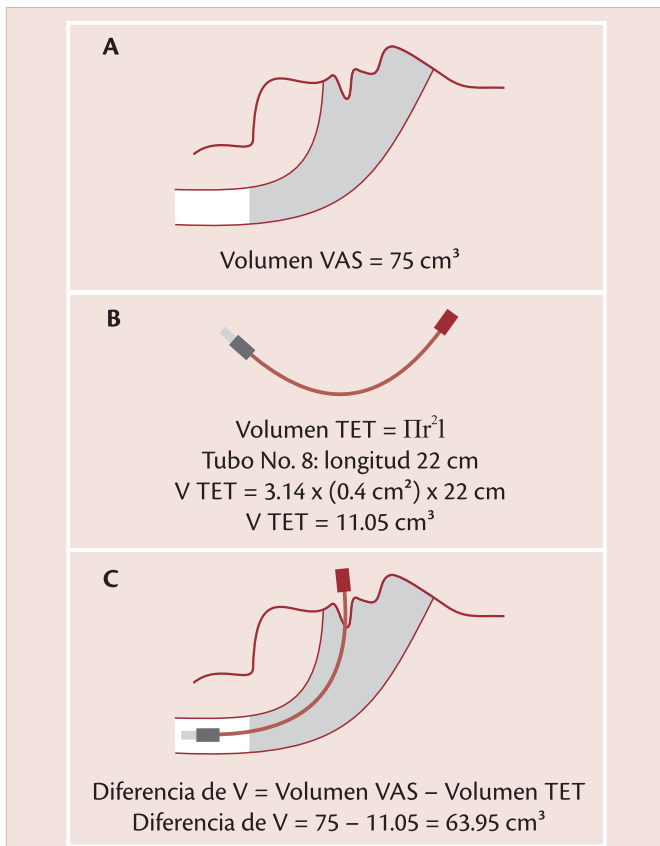 A
Volumen VAS = 75 cm³
B
Volumen TET = Πr²l
Tubo No. 8: longitud 22 cm
V TET = 3.14 x (0.4 cm²) x 22 cm
V TET = 11.05 cm³
C
Diferencia de V = Volumen VAS – Volumen TET
Diferencia de V = 75 – 11.05 = 63.95 cm³